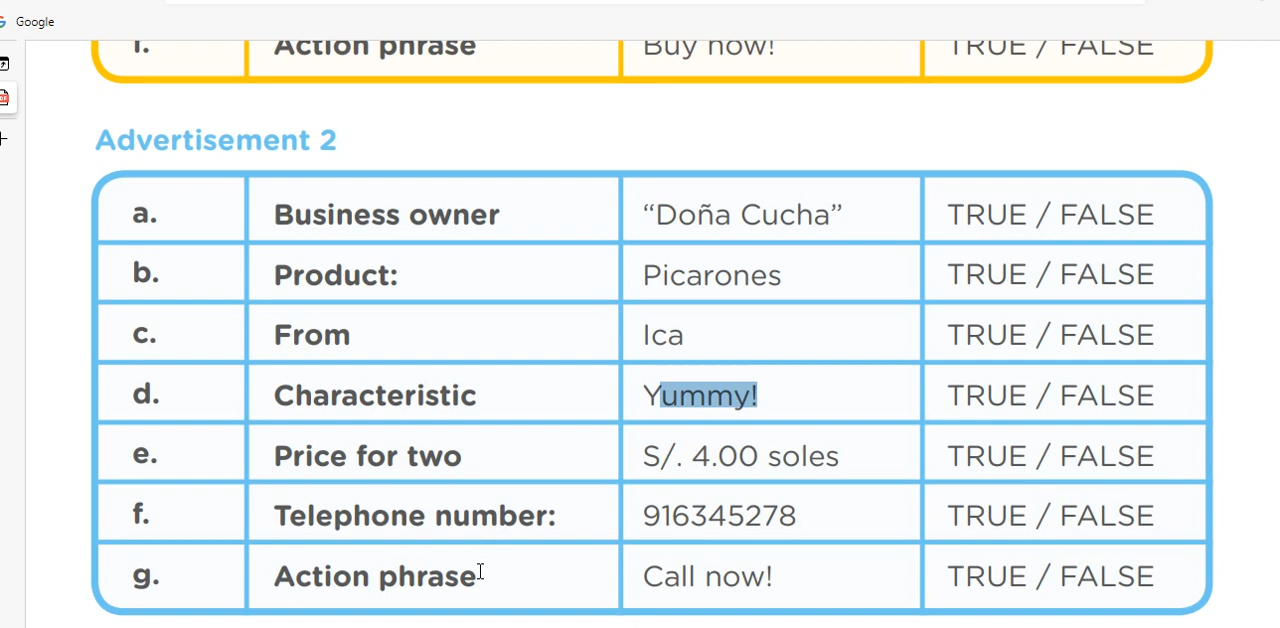 Google
f. Action phrase Buy now! TRUE / FALSE
Advertisement 2
a. Business owner “Doña Cucha” TRUE / FALSE
b. Product: Picarones TRUE / FALSE
c. From Ica TRUE / FALSE
d. Characteristic Yummy! TRUE / FALSE
e. Price for two S/. 4.00 soles TRUE / FALSE
f. Telephone number: 916345278 TRUE / FALSE
g. Action phrase Call now! TRUE / FALSE